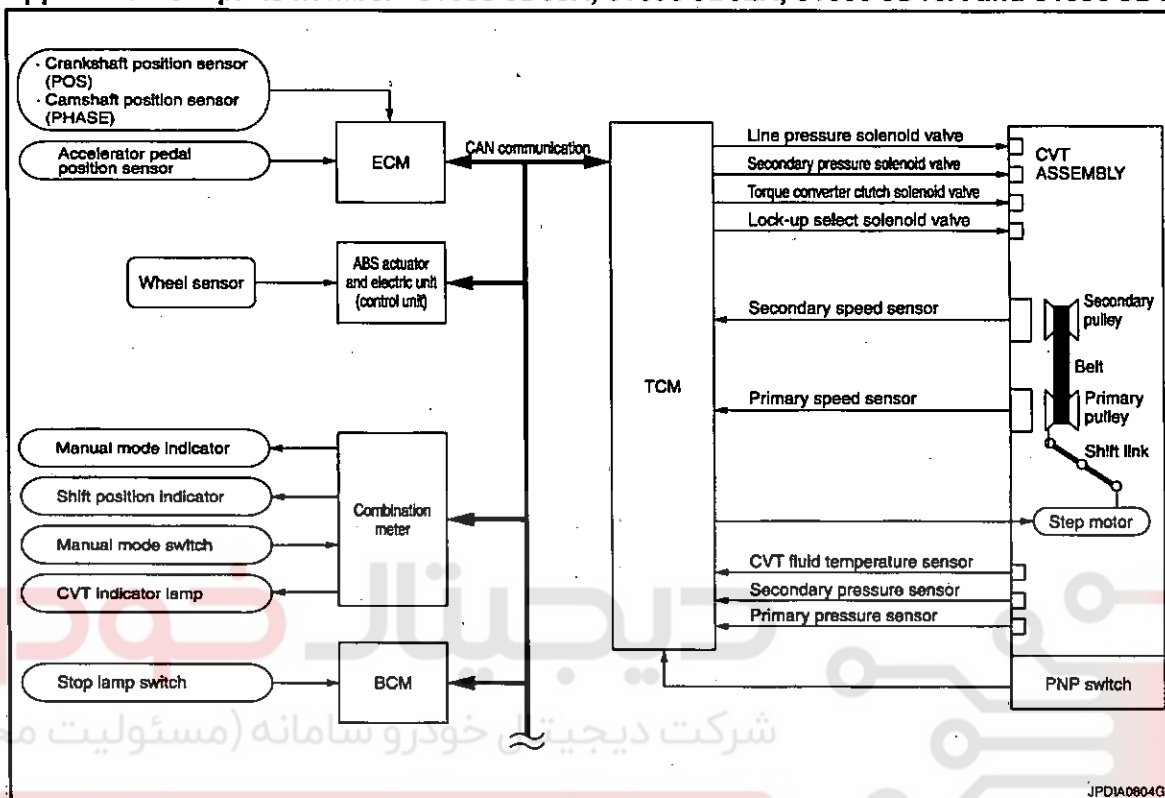 · Crankshaft position sensor
(POS)
· Camshaft position sensor
(PHASE)
Accelerator pedal
position sensor
ECM
CAN communication
Wheel sensor
ABS actuator
and electric unit
(control unit)
Manual mode indicator
Shift position indicator
Manual mode switch
CVT indicator lamp
Combination
meter
Stop lamp switch
BCM
TCM
Line pressure solenoid valve
Secondary pressure solenoid valve
Torque converter clutch solenoid valve
Lock-up select solenoid valve
Secondary speed sensor
Primary speed sensor
CVT fluid temperature sensor
Secondary pressure sensor
Primary pressure sensor
CVT
ASSEMBLY
Secondary
pulley
Belt
Primary
pulley
Shift link
Step motor
PNP switch
دیجیتال خودرو
شرکت دیجیتال خودرو سامانه (مسئولیت
JPDIA0804G